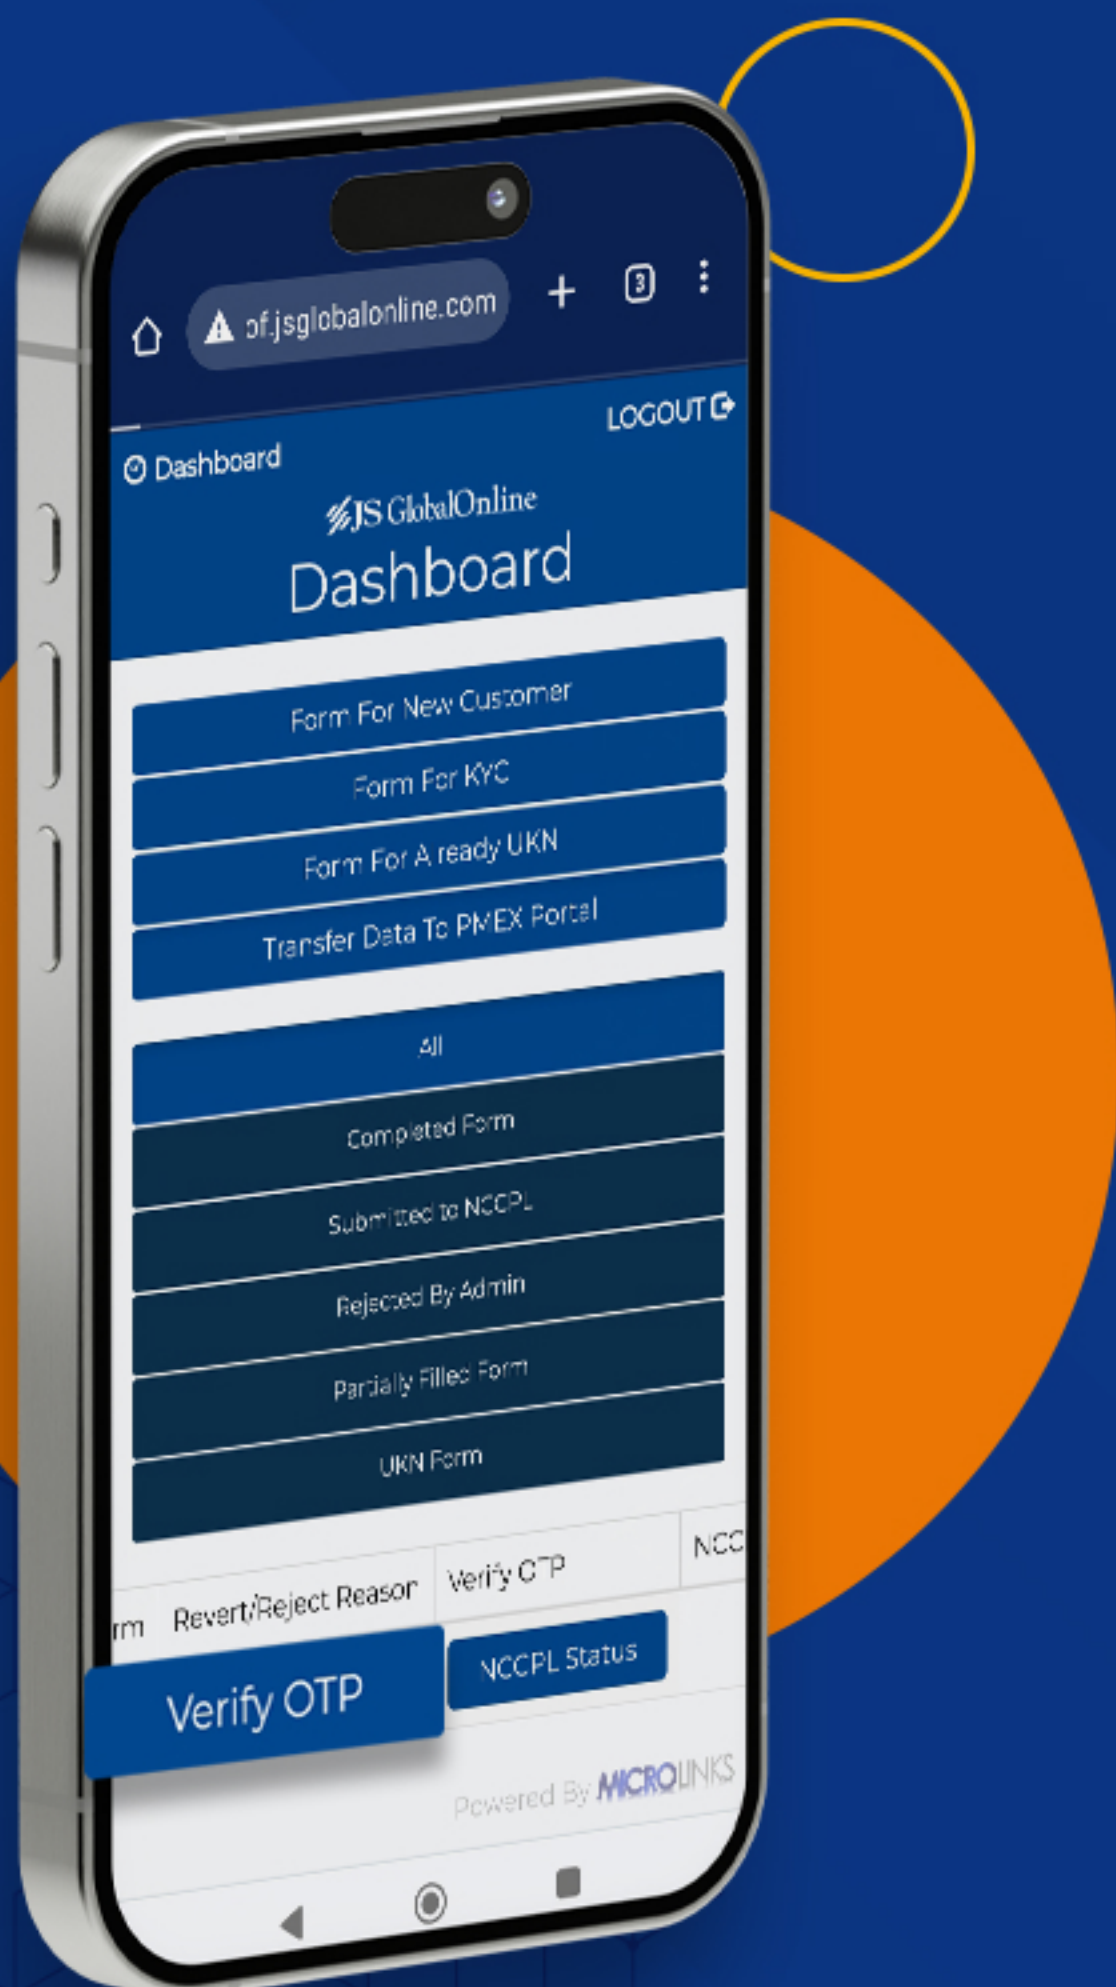 of.jsglobalonline.com
3
LOGOUT
Dashboard
JS GlobalOnline
Dashboard
Form For New Customer
Form For KYC
Form For A ready UKN
Transfer Data To PMEX Portal
All
Completed Form
Submitted to NCCPL
Rejected By Admin
Partially Filled Form
UKN Form
rm Revert/Reject Reason Verify OTP NCC
Verify OTP NCCPL Status
Powered By MICROLINKS